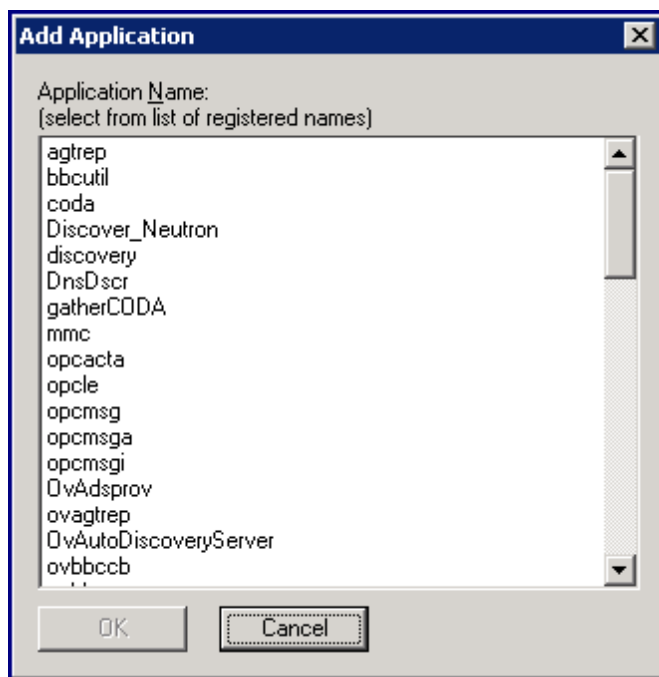 Add Application
Application Name:
(select from list of registered names)
agtrep
bbcutil
coda
Discover_Neutron
discovery
DnsDscr
gatherCODA
mmc
opcacta
opcle
opcmsg
opcmsga
opcmsgi
OvAdsprov
ovagtrep
OvAutoDiscoveryServer
ovbbccb
OK
Cancel